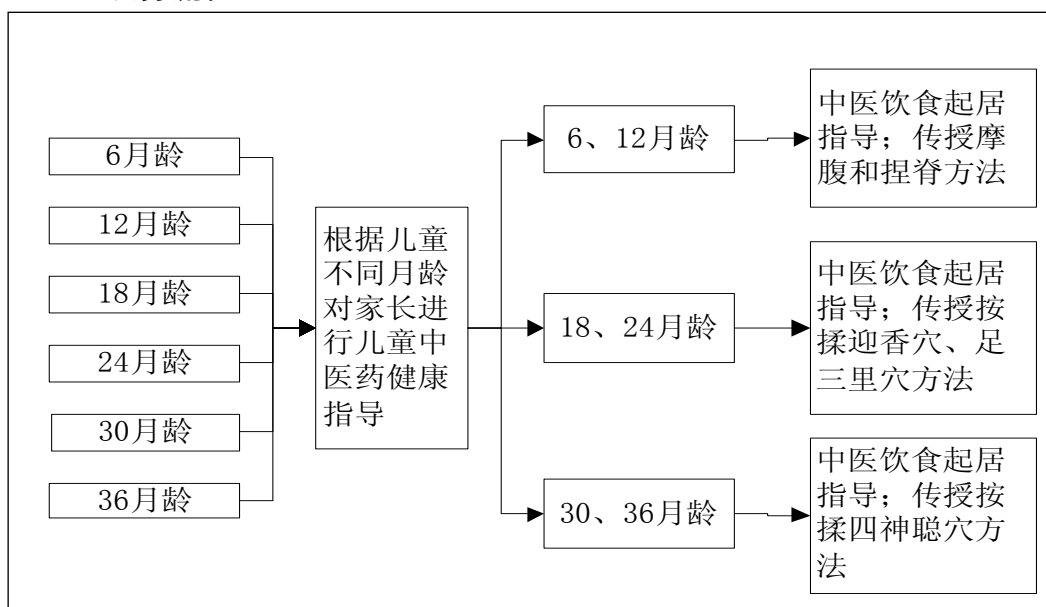 6月龄
12月龄
18月龄
24月龄
30月龄
36月龄
根据儿童
不同月龄
对家长进
行儿童中
医药健康
指导
6、12月龄
18、24月龄
30、36月龄
中医饮食起居
指导；传授摩
腹和捏脊方法
中医饮食起居
指导；传授按
揉迎香穴、足
三里穴方法
中医饮食起居
指导；传授按
揉四神聪穴方
法